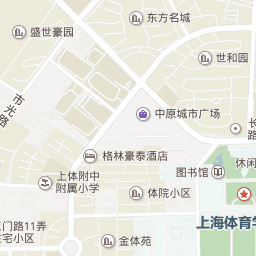 东方名城
盛世豪园
世和园
市光路
中原城市广场
长
路
格林豪泰酒店
图书馆
休闲
上体附中
附属小学
体院小区
门路11弄
宅小区
上海体育学
金体苑